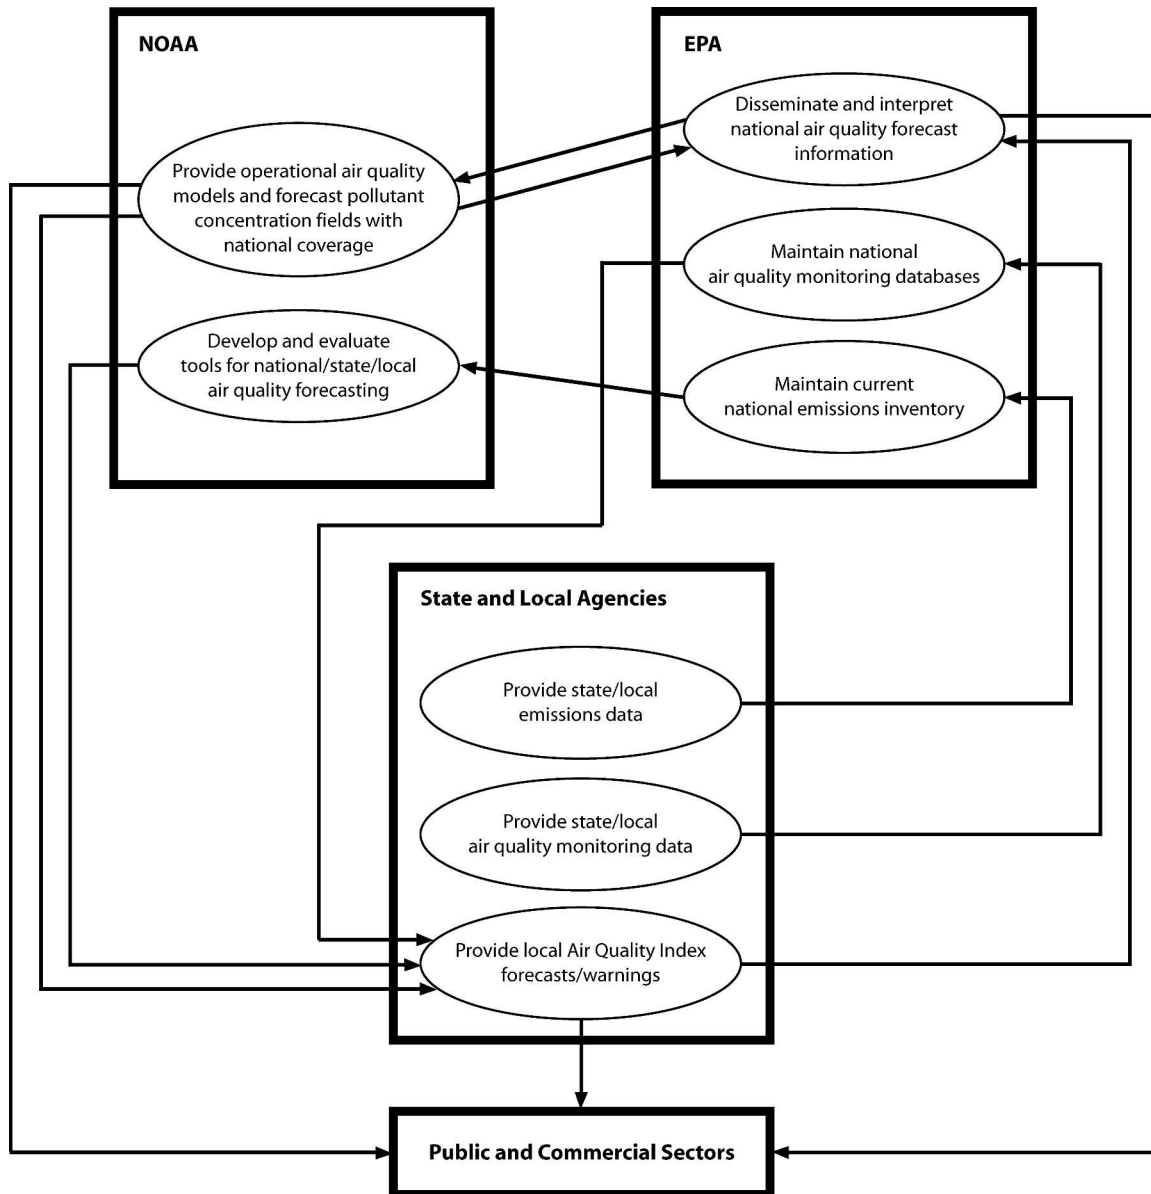 NOAA
Provide operational air quality
models and forecast pollutant
concentration fields with
national coverage
Develop and evaluate
tools for national/state/local
air quality forecasting
EPA
Disseminate and interpret
national air quality forecast
information
Maintain national
air quality monitoring databases
Maintain current
national emissions inventory
State and Local Agencies
Provide state/local
emissions data
Provide state/local
air quality monitoring data
Provide local Air Quality Index
forecasts/warnings
Public and Commercial Sectors